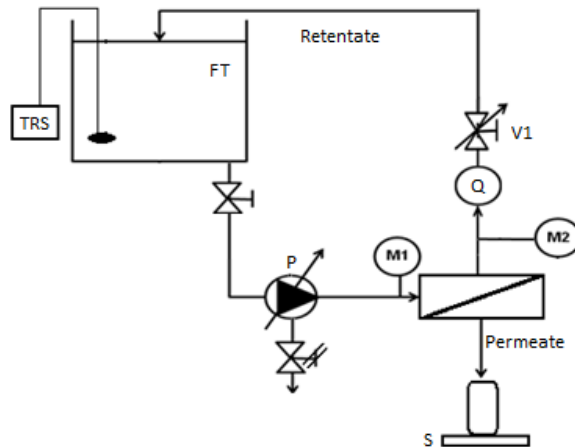 Retentate
FT
TRS
V1
Q
P
M1
M2
Permeate
S